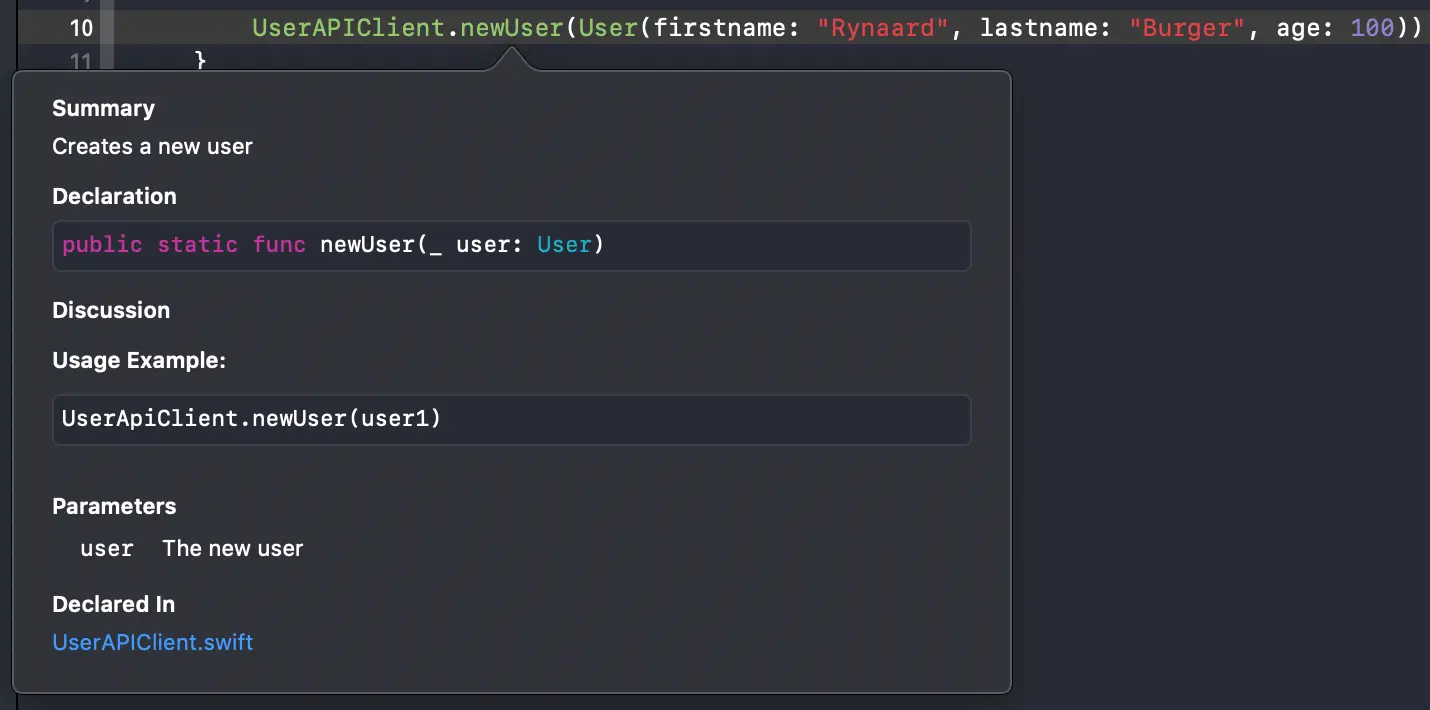 10 UserAPIClient.newUser(User(firstname: "Rynaard", lastname: "Burger", age: 100))
11 }
Summary
Creates a new user
Declaration
public static func newUser(_ user: User)
Discussion
Usage Example:
UserApiClient.newUser(user1)
Parameters
user The new user
Declared In
UserAPIClient.swift